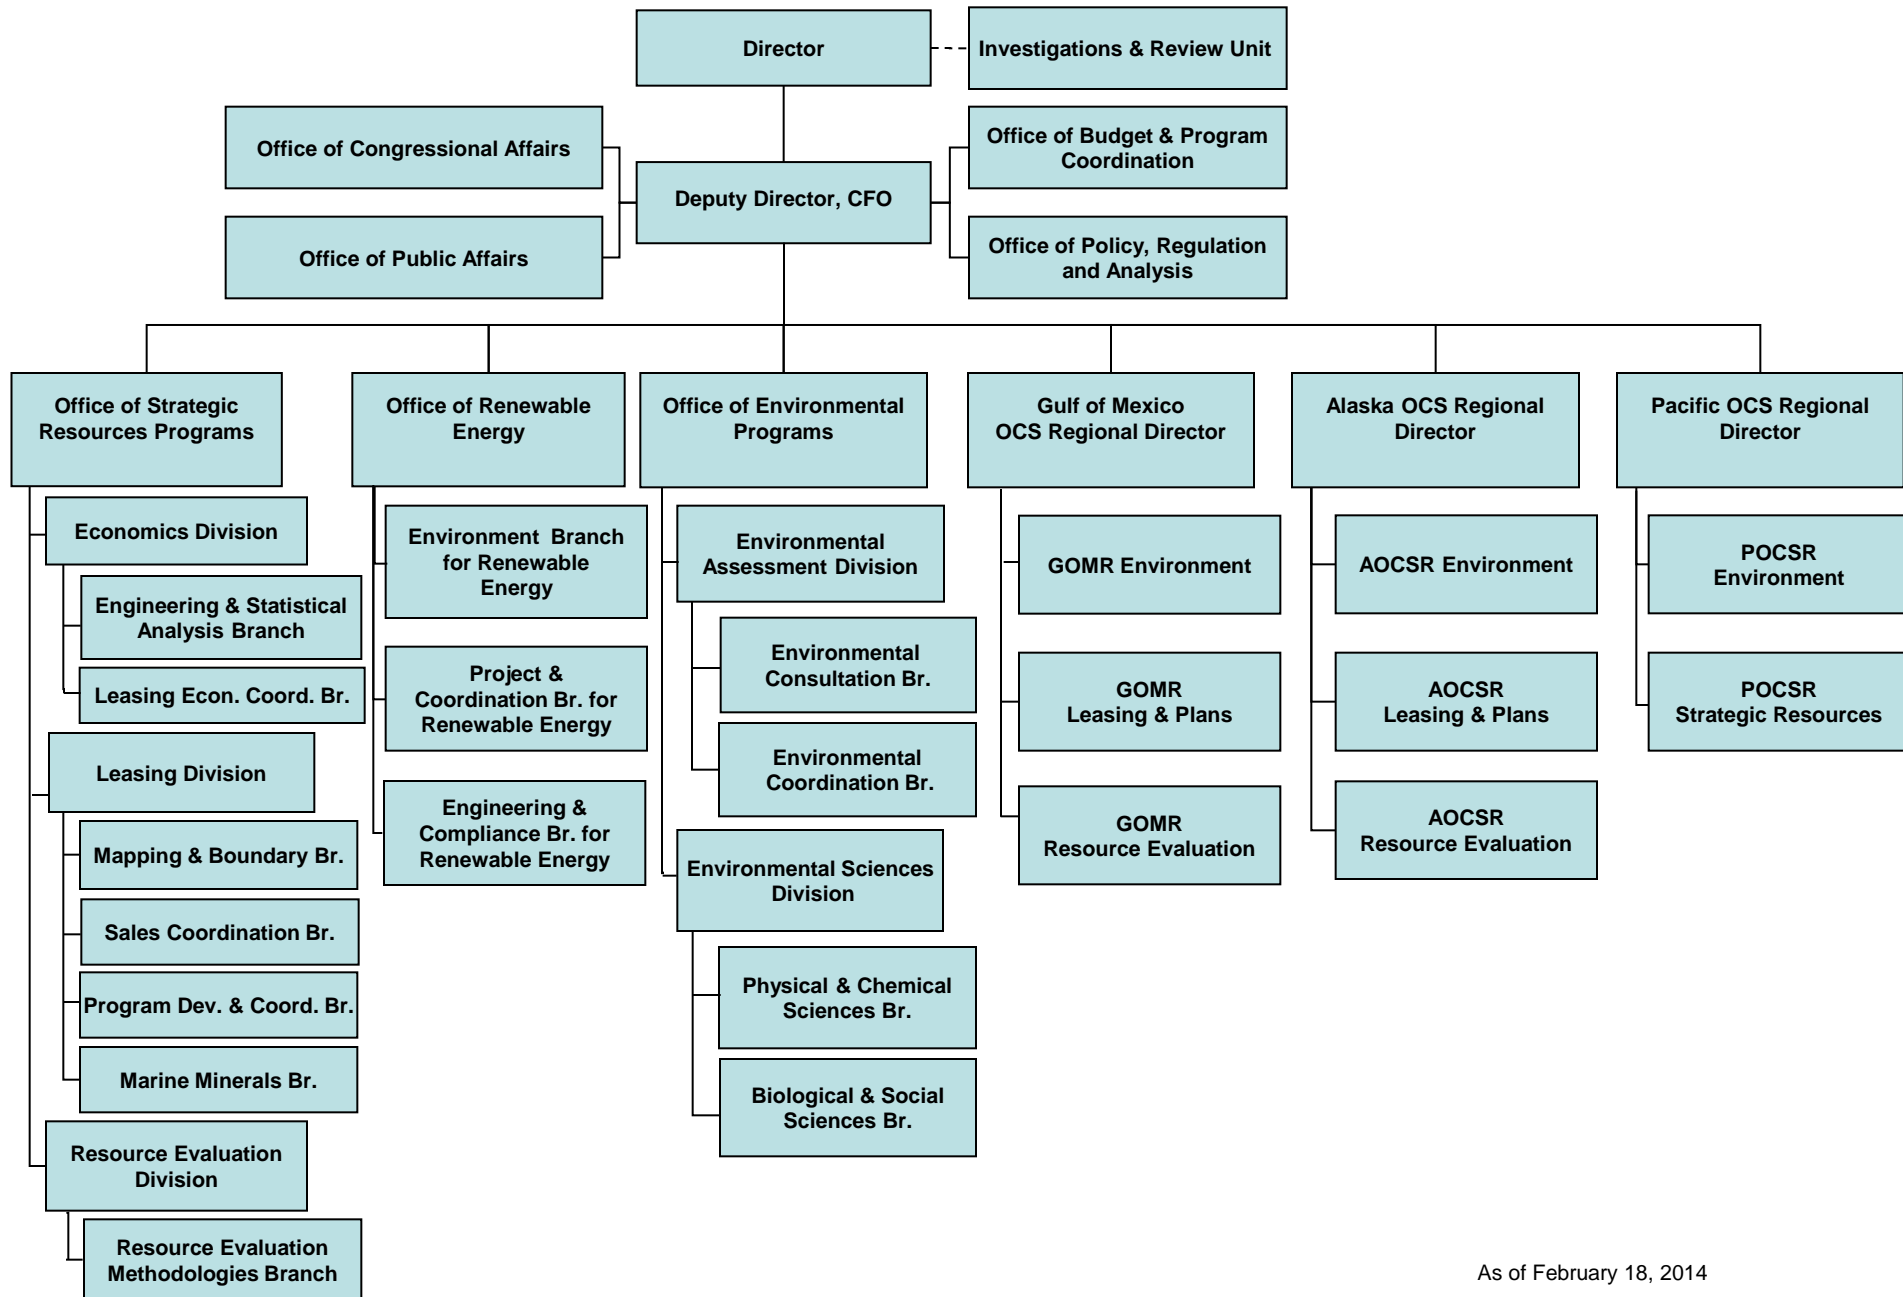 Director
Investigations & Review Unit
Office of Congressional Affairs
Office of Budget & Program
Coordination
Deputy Director, CFO
Office of Public Affairs
Office of Policy, Regulation
and Analysis
Office of Strategic
Resources Programs
Office of Renewable
Energy
Office of Environmental
Programs
Gulf of Mexico
OCS Regional Director
Alaska OCS Regional
Director
Pacific OCS Regional
Director
Economics Division
Engineering & Statistical
Analysis Branch
Leasing Econ. Coord. Br.
Leasing Division
Mapping & Boundary Br.
Sales Coordination Br.
Program Dev. & Coord. Br.
Marine Minerals Br.
Resource Evaluation
Division
Resource Evaluation
Methodologies Branch
Environment Branch
for Renewable
Energy
Project &
Coordination Br. for
Renewable Energy
Engineering &
Compliance Br. for
Renewable Energy
Environmental
Assessment Division
Environmental
Consultation Br.
Environmental
Coordination Br.
Environmental Sciences
Division
Physical & Chemical
Sciences Br.
Biological & Social
Sciences Br.
GOMR Environment
GOMR
Leasing & Plans
GOMR
Resource Evaluation
AOCSR Environment
AOCSR
Leasing & Plans
AOCSR
Resource Evaluation
POCSR
Environment
POCSR
Strategic Resources
As of February 18, 2014